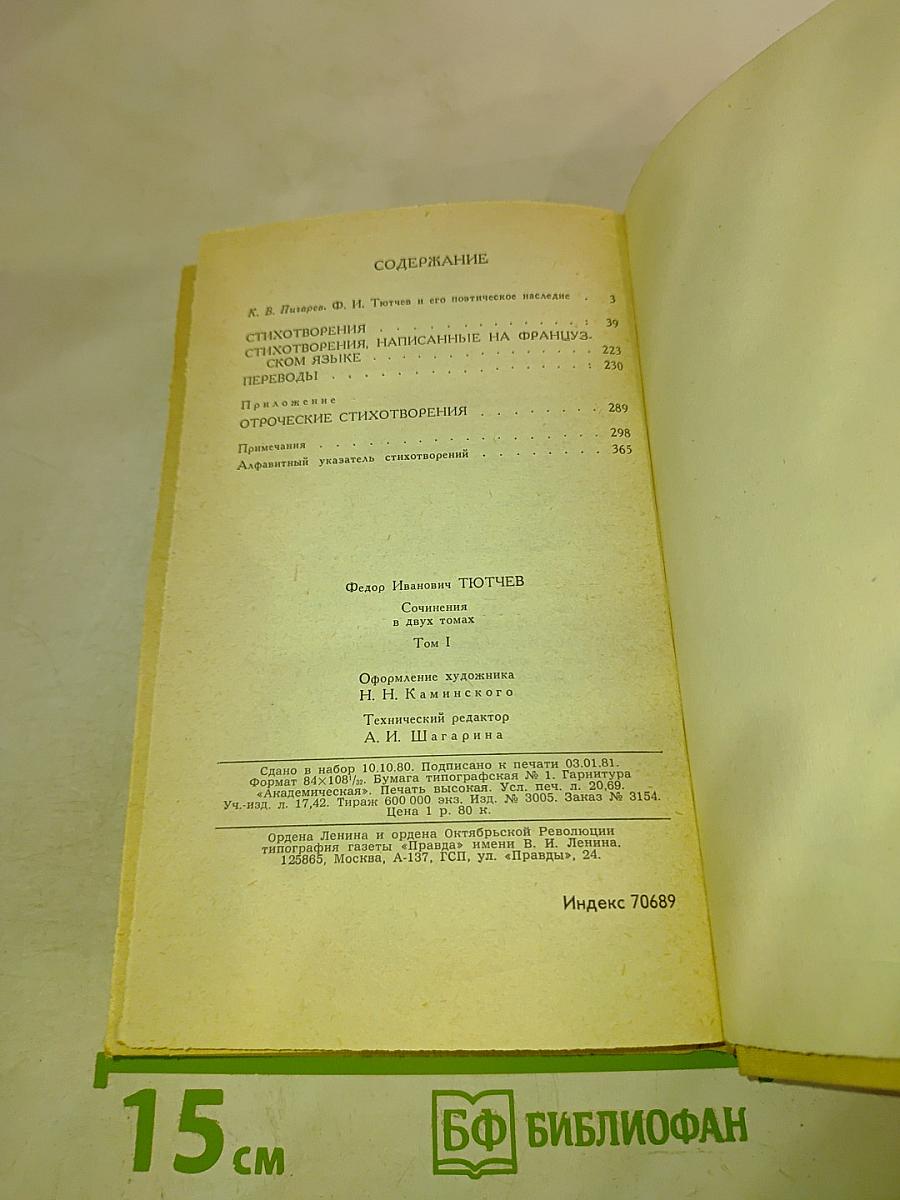 СОДЕРЖАНИЕ
К. В. Пигарев. Ф. И. Тютчев и его поэтическое наследие . 3
СТИХОТВОРЕНИЯ . . . . . . . . . . . : 39
СТИХОТВОРЕНИЯ, НАПИСАННЫЕ НА ФРАНЦУЗ-
СКОМ ЯЗЫКЕ . . . . . . . . . . . 223
ПЕРЕВОДЫ . . . . . . . . . . . . : 230
Приложение
ОТРОЧЕСКИЕ СТИХОТВОРЕНИЯ . . . . . . . . 289
Примечания . . . . . . . . . . . . . . 298
Алфавитный указатель стихотворений . . . . . . . . 365
Федор Иванович ТЮТЧЕВ
Сочинения
в двух томах
Том I
Оформление художника
Н. Н. Каминского
Технический редактор
А. И. Шагарина
Сдано в набор 10.10.80. Подписано к печати 03.01.81.
Формат 84×108¹/₃₂. Бумага типографская № 1. Гарнитура
«Академическая». Печать высокая. Усл. печ. л. 20,69.
Уч.-изд. л. 17,42. Тираж 600 000 экз. Изд. № 3005. Заказ № 3154.
Цена 1 р. 80 к.
Ордена Ленина и ордена Октябрьской Революции
типография газеты «Правда» имени В. И. Ленина.
125865, Москва, А-137, ГСП, ул. «Правды», 24.
Индекс 70689
15 см
БФ БИБЛИОФАН